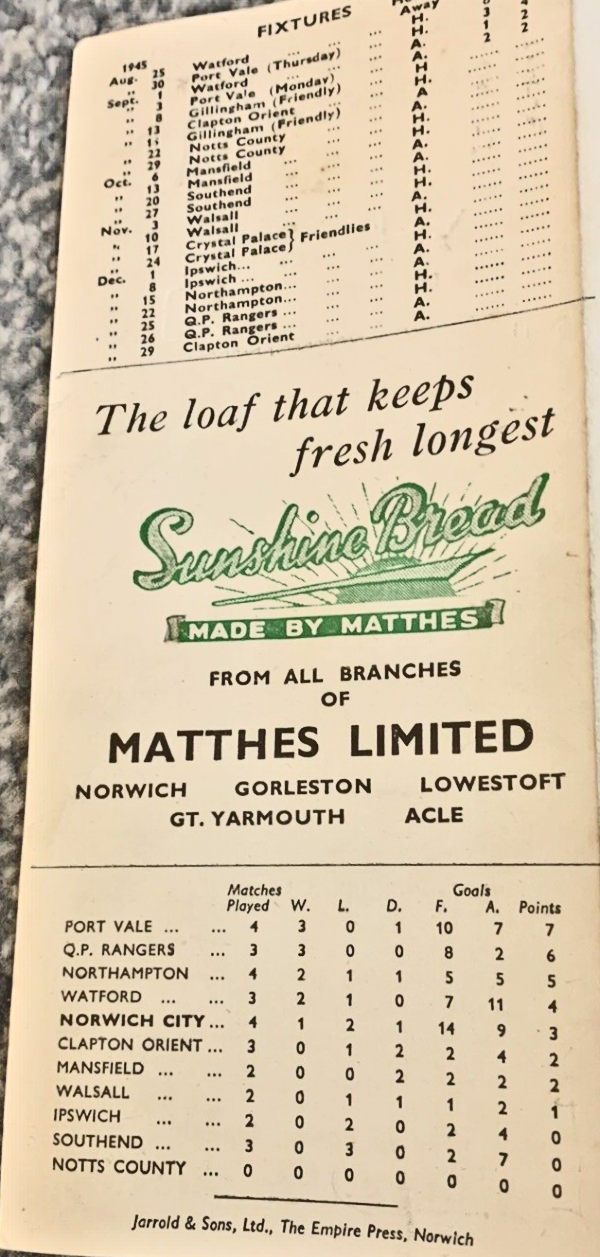 FIXTURES
Away
1945
Aug. 25 Watford
" 30 Port Vale (Thursday)
Sept. 1 Watford
" 3 Port Vale (Monday)
" 8 Gillingham (Friendly)
" 13 Clapton Orient
" 15 Gillingham (Friendly)
" 22 Notts County
" 29 Notts County
Oct. 6 Mansfield
" 13 Mansfield
" 20 Southend
" 27 Southend
Nov. 3 Walsall
" 10 Walsall
" 17 Crystal Palace } Friendlies
" 24 Crystal Palace
Dec. 1 Ipswich...
" 8 Ipswich...
" 15 Northampton...
" 22 Northampton...
" 25 Q.P. Rangers ...
" 26 Q.P. Rangers ...
" 29 Clapton Orient ... A.
The loaf that keeps
fresh longest
Sunshine Bread
MADE BY MATTHES
FROM ALL BRANCHES
OF
MATTHES LIMITED
NORWICH GORLESTON LOWESTOFT
GT. YARMOUTH ACLE
Matches Goals
Played W. L. D. F. A. Points
PORT VALE ... ... 4 3 0 1 10 7 7
Q.P. RANGERS ... 3 3 0 0 8 2 6
NORTHAMPTON ... 4 2 1 1 5 5 5
WATFORD ... ... 3 2 1 0 7 11 4
NORWICH CITY ... 4 1 2 1 14 9 3
CLAPTON ORIENT ... 3 0 1 2 2 4 2
MANSFIELD ... ... 2 0 0 2 2 2 2
WALSALL ... ... 2 0 1 1 1 2 1
IPSWICH ... ... 2 0 2 0 2 4 0
SOUTHEND ... ... 3 0 3 0 2 7 0
NOTTS COUNTY ... 0 0 0 0 0 0 0
Jarrold & Sons, Ltd., The Empire Press, Norwich